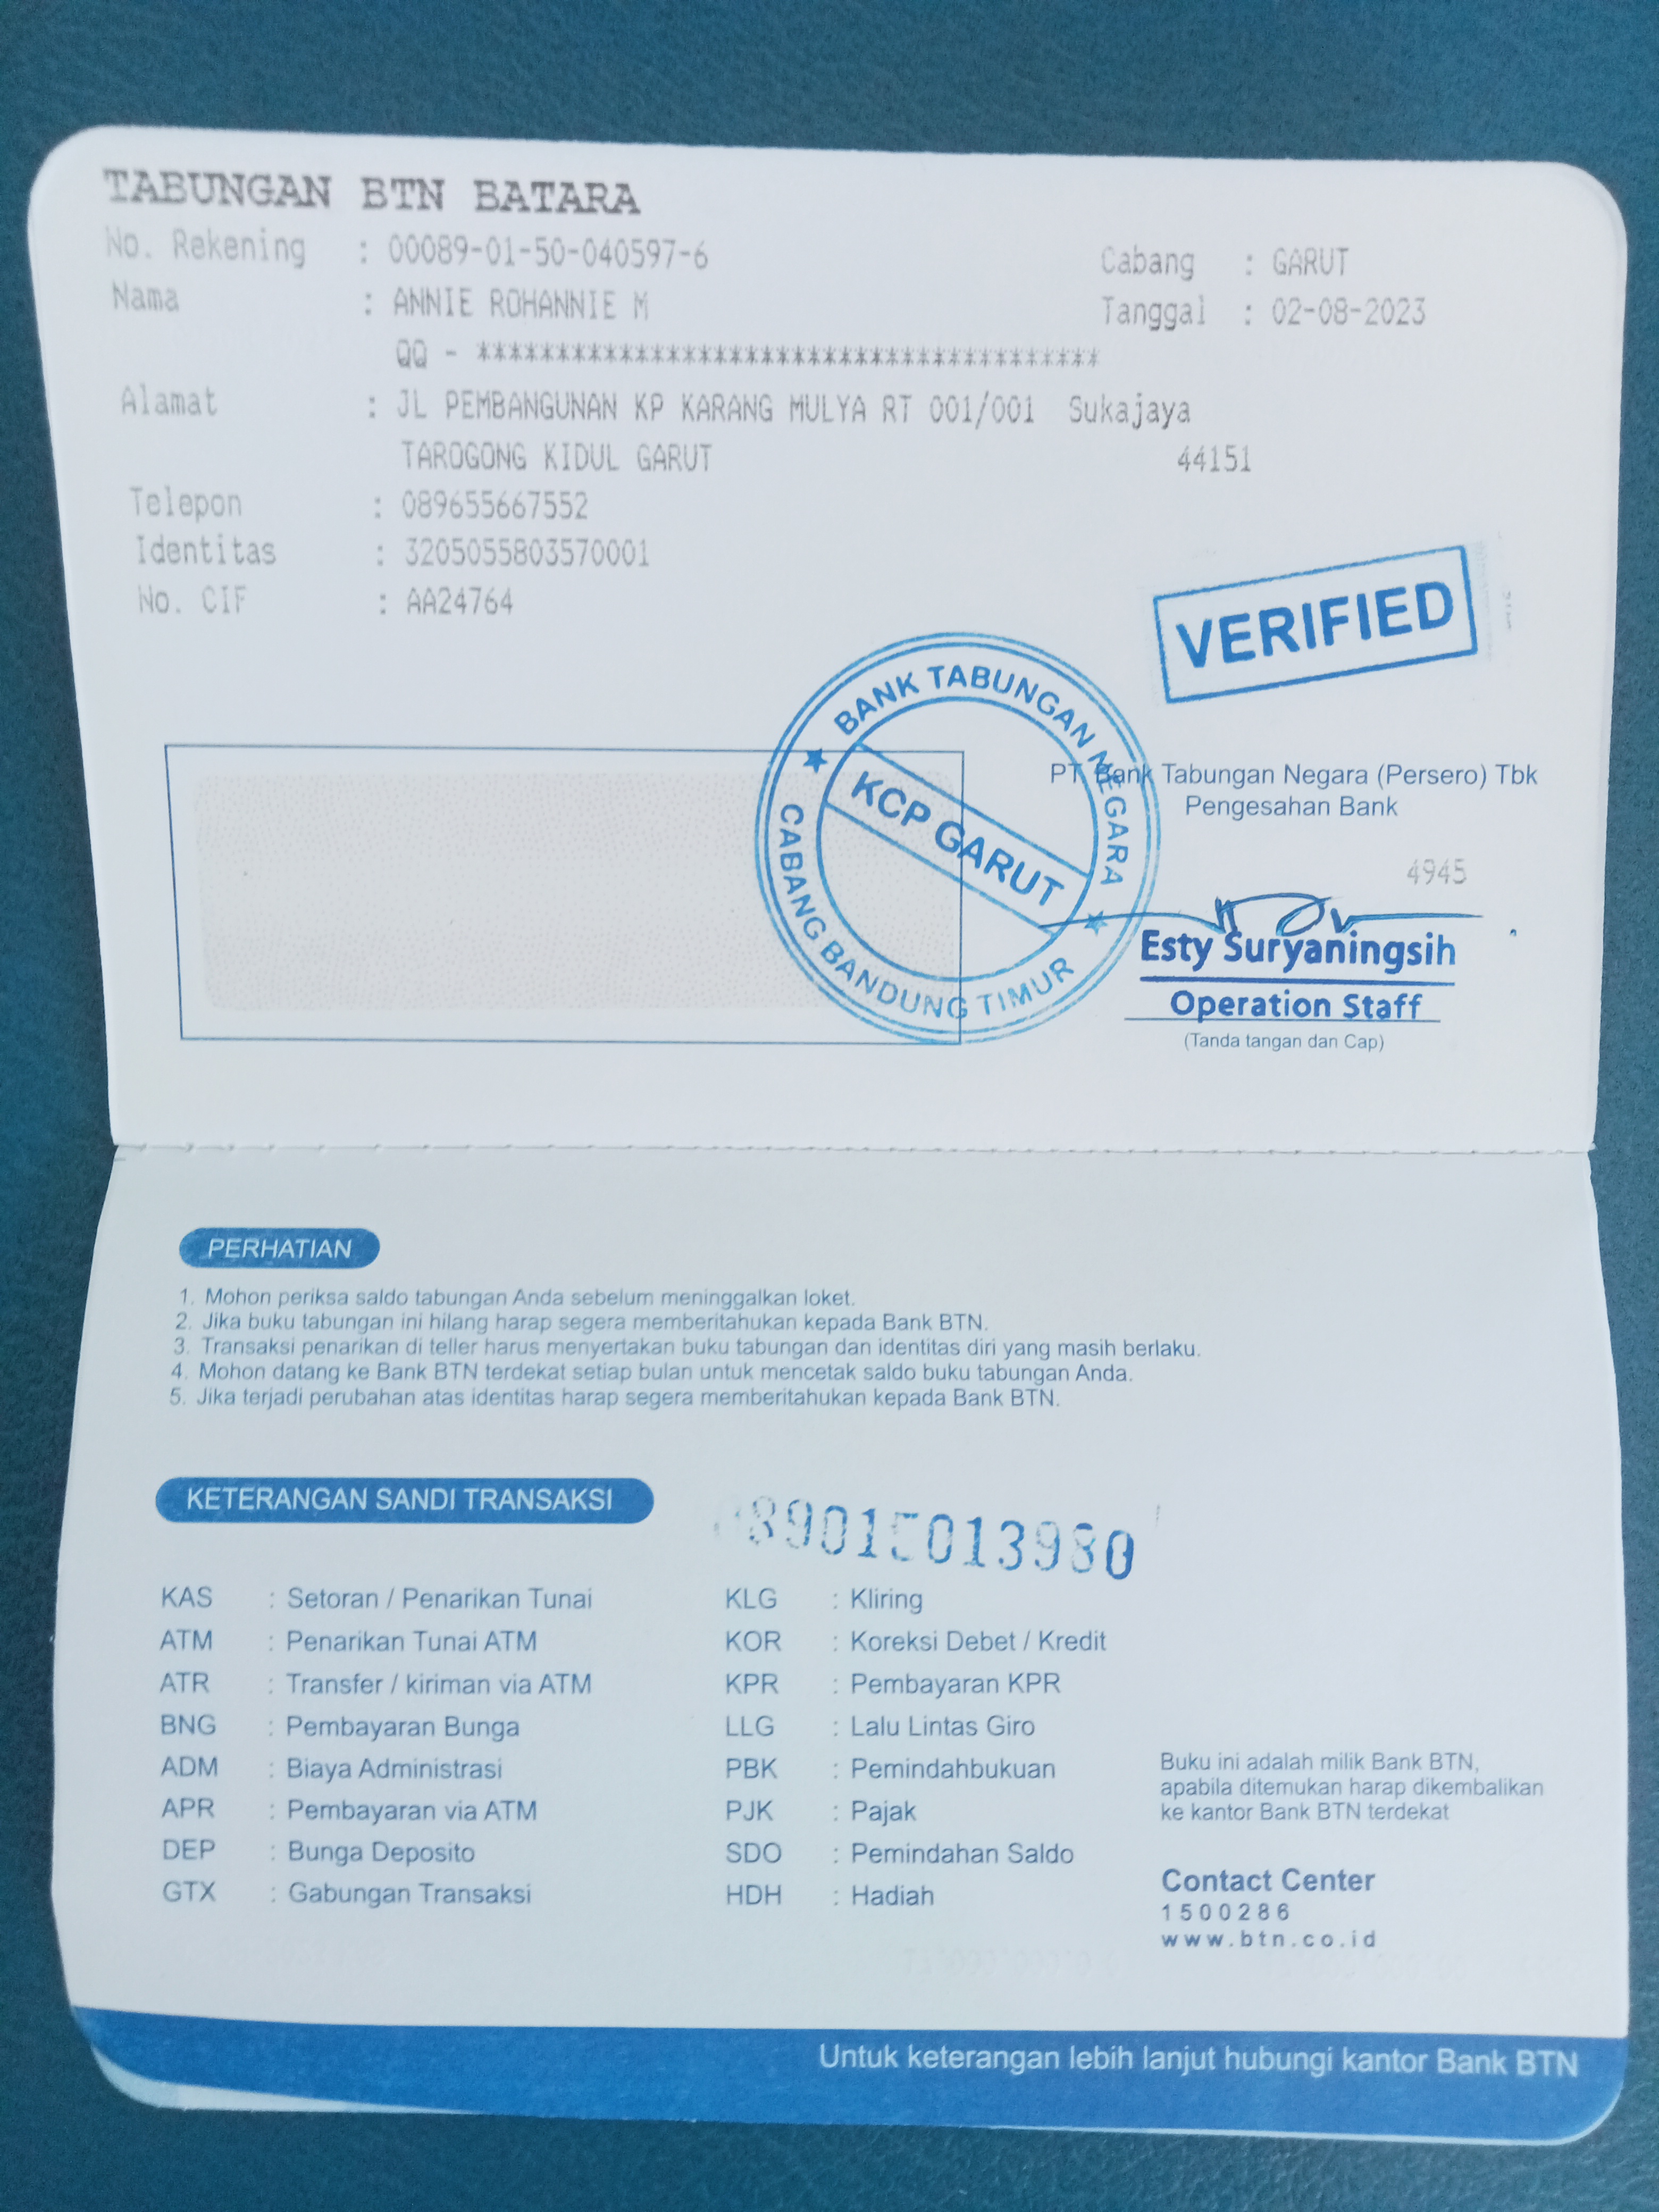 TABUNGAN BTN BATARA
No. Rekening : 00089-01-50-040597-6 Cabang : GARUT
Nama : ANNIE ROHANNIE M Tanggal : 02-08-2023
QQ - ****************************************
Alamat : JL PEMBANGUNAN KP KARANG MULYA RT 001/001 Sukajaya
TAROGONG KIDUL GARUT 44151
Telepon : 089655667552
Identitas : 3205055803570001
No. CIF : AA24764
VERIFIED
BANK TABUNGAN NEGARA
KCP GARUT
CABANG BANDUNG TIMUR
PT Bank Tabungan Negara (Persero) Tbk
Pengesahan Bank
4945
Esty Suryaningsih
Operation Staff
(Tanda tangan dan Cap)
PERHATIAN
1. Mohon periksa saldo tabungan Anda sebelum meninggalkan loket.
2. Jika buku tabungan ini hilang harap segera memberitahukan kepada Bank BTN.
3. Transaksi penarikan di teller harus menyertakan buku tabungan dan identitas diri yang masih berlaku.
4. Mohon datang ke Bank BTN terdekat setiap bulan untuk mencetak saldo buku tabungan Anda.
5. Jika terjadi perubahan atas identitas harap segera memberitahukan kepada Bank BTN.
KETERANGAN SANDI TRANSAKSI
KAS : Setoran / Penarikan Tunai KLG : Kliring
ATM : Penarikan Tunai ATM KOR : Koreksi Debet / Kredit
ATR : Transfer / kiriman via ATM KPR : Pembayaran KPR
BNG : Pembayaran Bunga LLG : Lalu Lintas Giro
ADM : Biaya Administrasi PBK : Pemindahbukuan
APR : Pembayaran via ATM PJK : Pajak
DEP : Bunga Deposito SDO : Pemindahan Saldo
GTX : Gabungan Transaksi HDH : Hadiah
Buku ini adalah milik Bank BTN,
apabila ditemukan harap dikembalikan
ke kantor Bank BTN terdekat
Contact Center
1500286
www.btn.co.id
Untuk keterangan lebih lanjut hubungi kantor Bank BTN